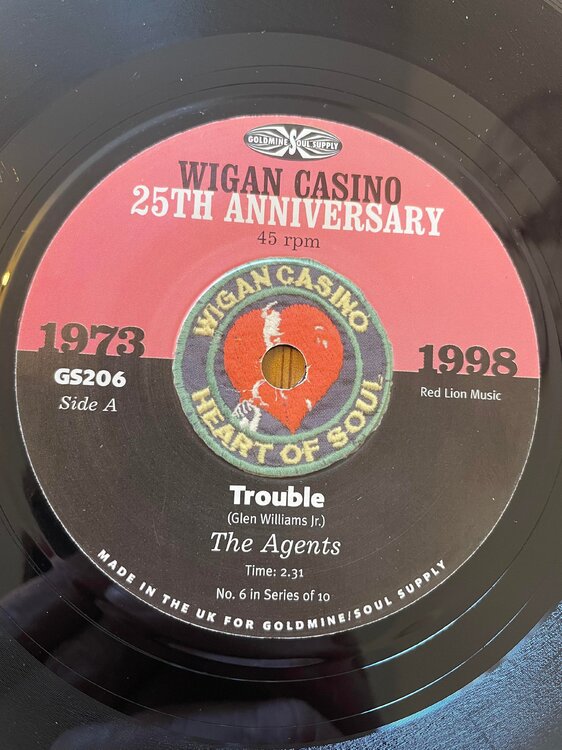 GOLDMINE SOUL SUPPLY
WIGAN CASINO
25TH ANNIVERSARY
45 rpm
WIGAN CASINO
HEART OF SOUL
1973
1998
GS206
Side A
Red Lion Music
Trouble
(Glen Williams Jr.)
The Agents
Time: 2.31
No. 6 in Series of 10
MADE IN THE UK FOR GOLDMINE/SOUL SUPPLY